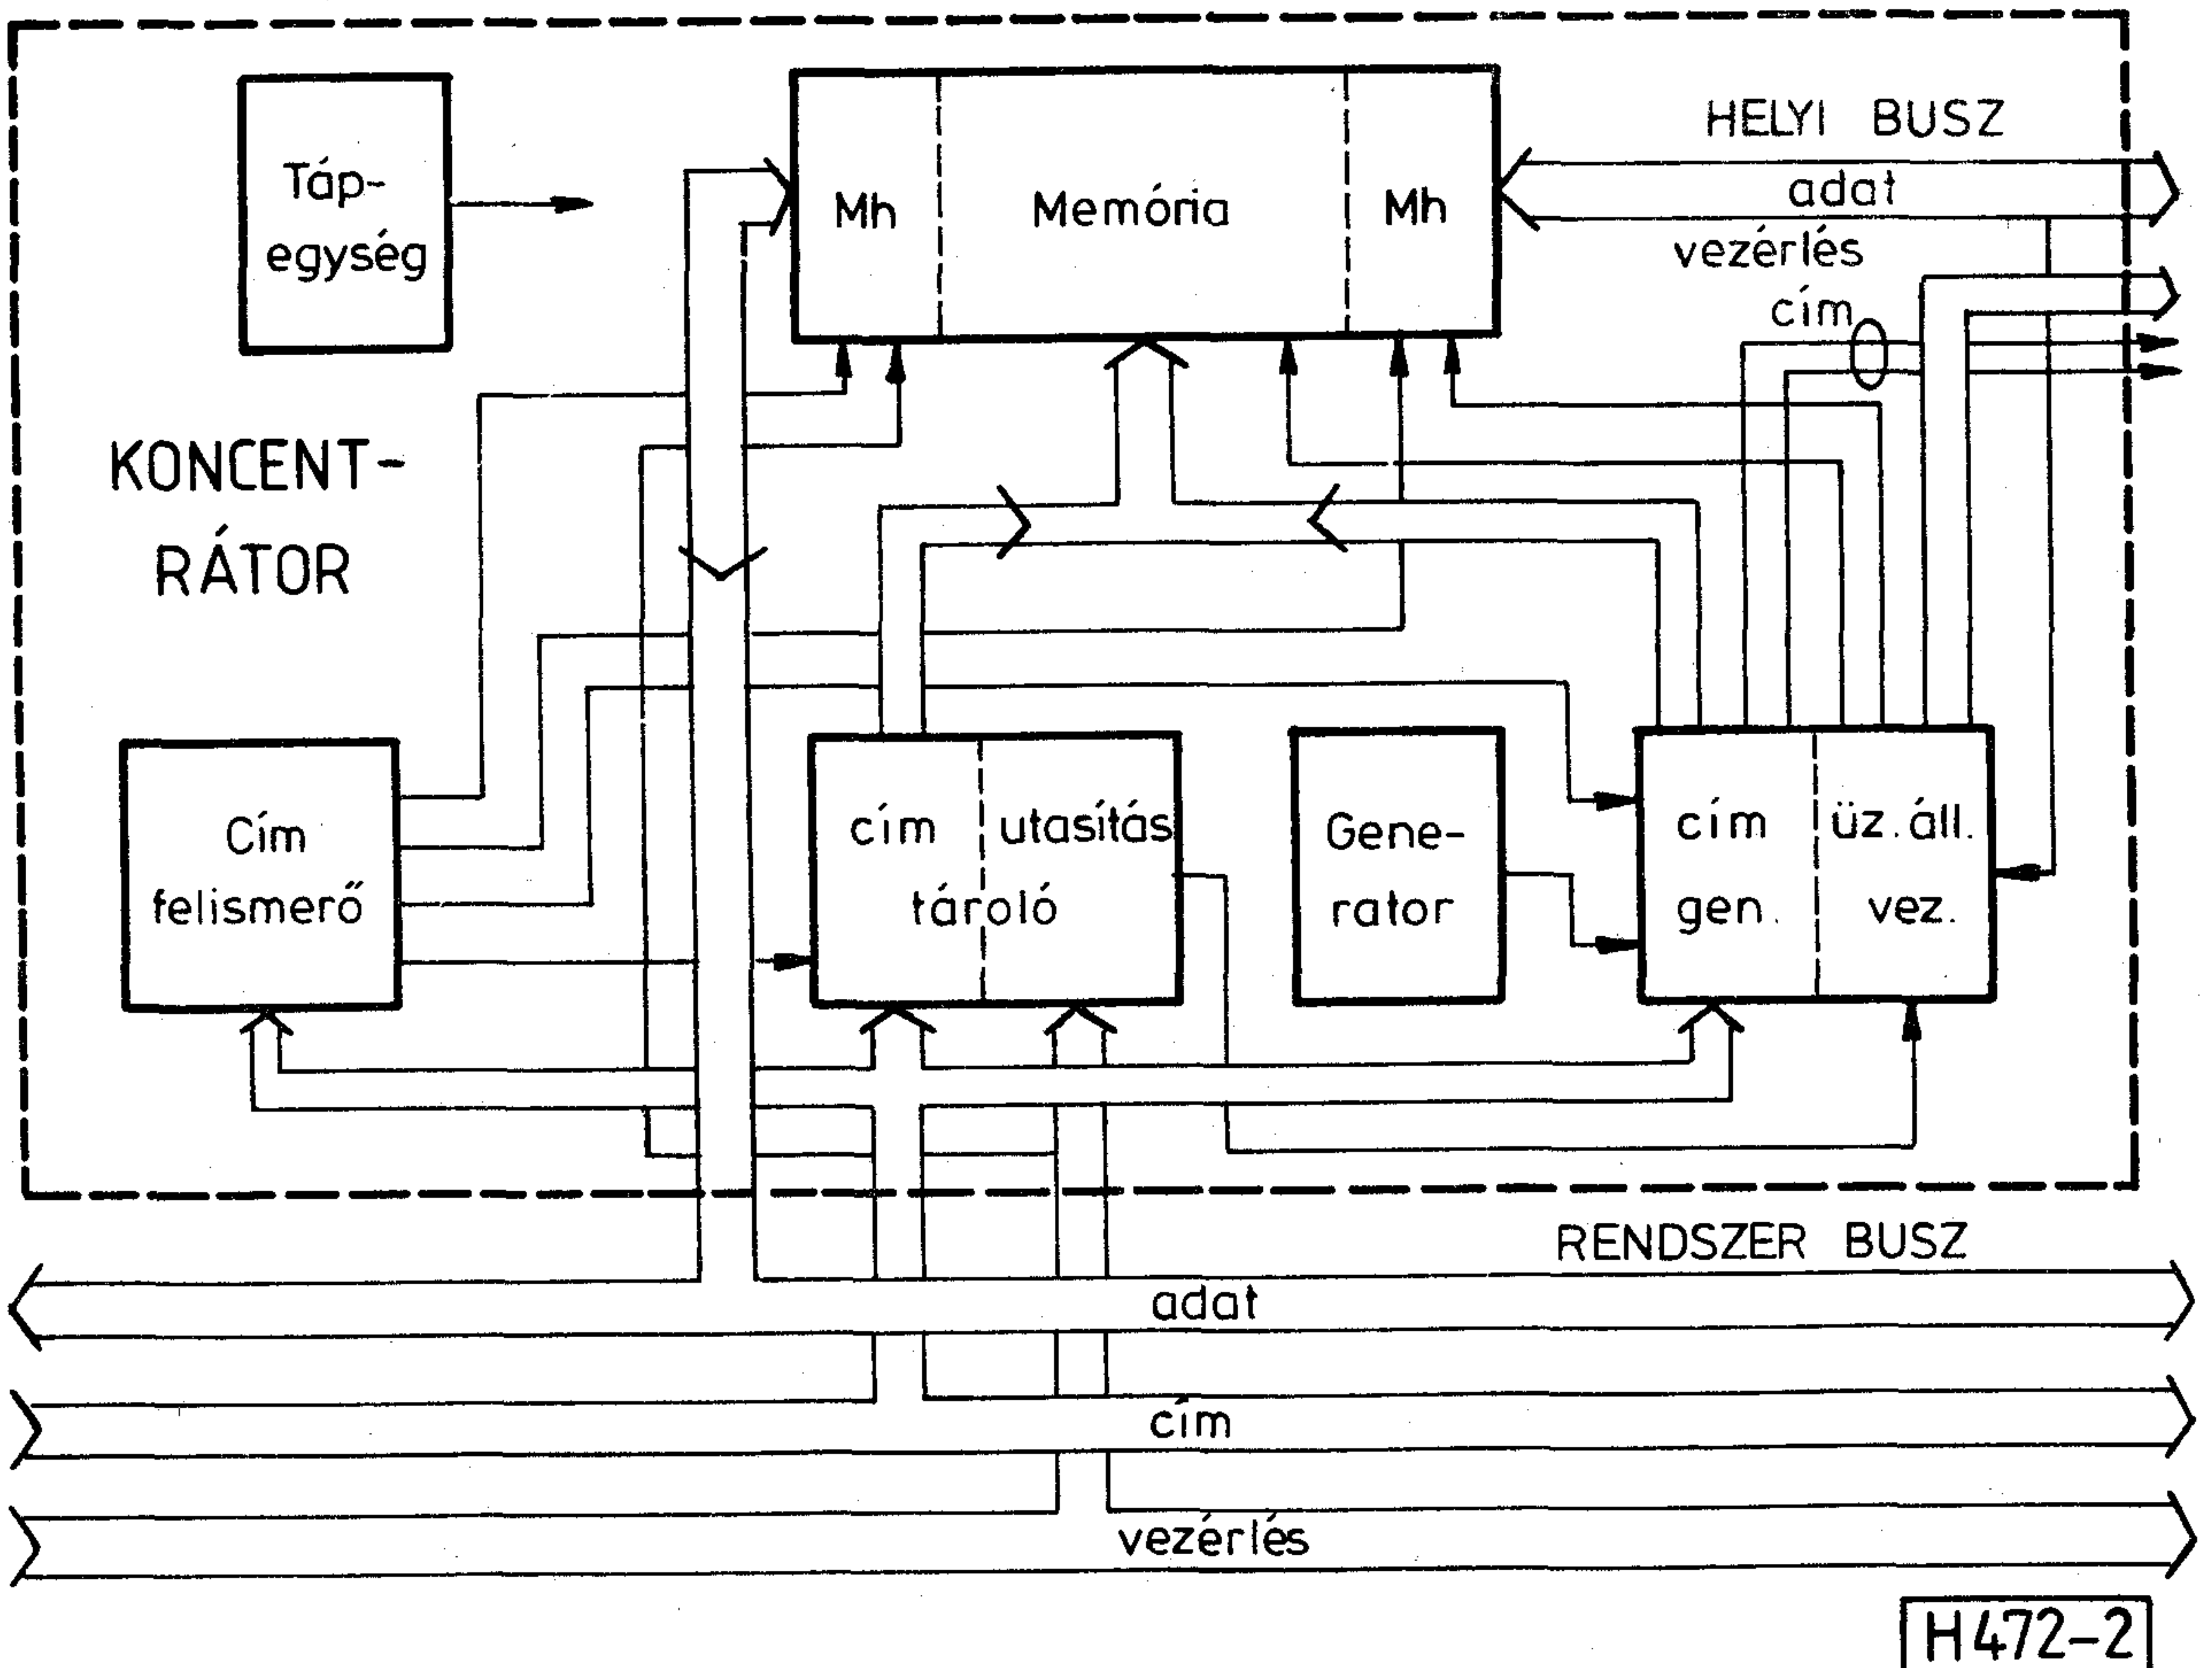 HELYI BUSZ
adat
vezérlés
cím
Táp-
egység
Mh
Memória
Mh
KONCENT-
RÁTOR
Cím
felismerő
cím utasítás
tároló
Gene-
rator
cím
gen.
üz.áll.
vez.
RENDSZER BUSZ
adat
cím
vezérlés
H472-2